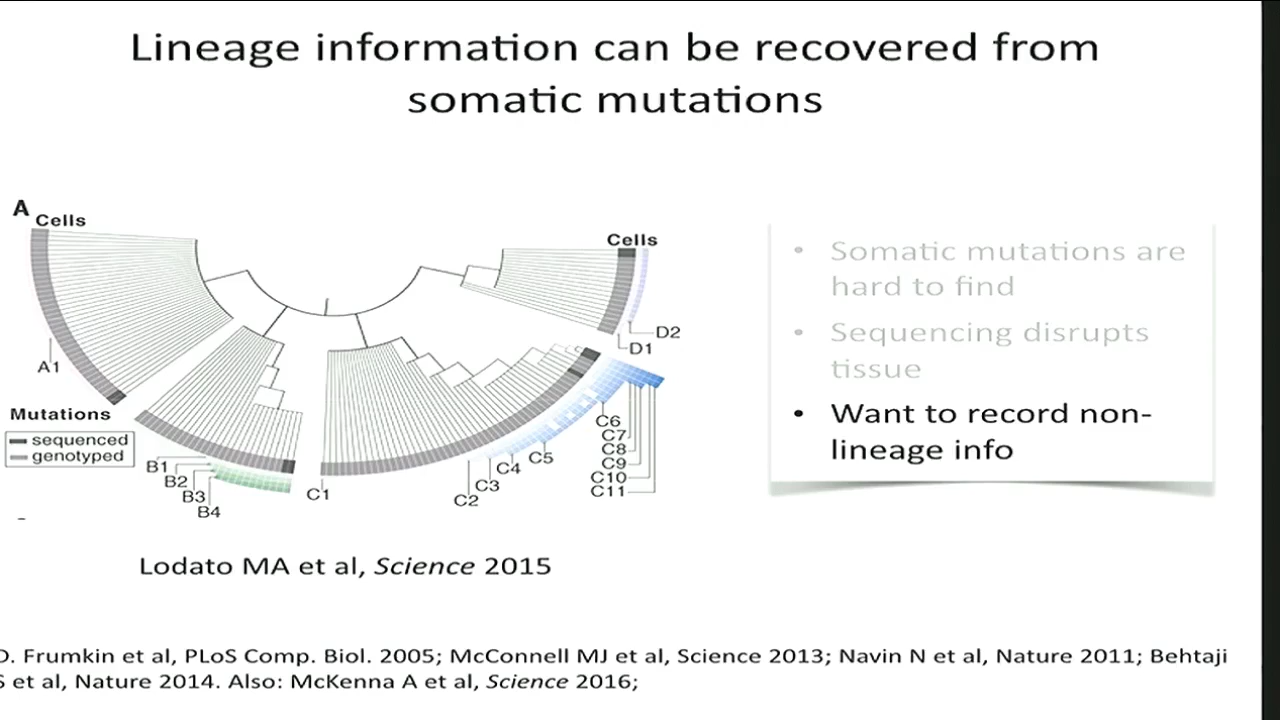 Lineage information can be recovered from
somatic mutations
A
Cells
Cells
• Somatic mutations are
hard to find
• Sequencing disrupts
tissue
• Want to record non-
lineage info
D2
D1
A1
Mutations
sequenced
genotyped
B1
B2
B3
B4
C1
C2
C3
C4
C5
C6
C7
C8
C9
C10
C11
Lodato MA et al, Science 2015
D. Frumkin et al, PLoS Comp. Biol. 2005; McConnell MJ et al, Science 2013; Navin N et al, Nature 2011; Behtaji
S et al, Nature 2014. Also: McKenna A et al, Science 2016;